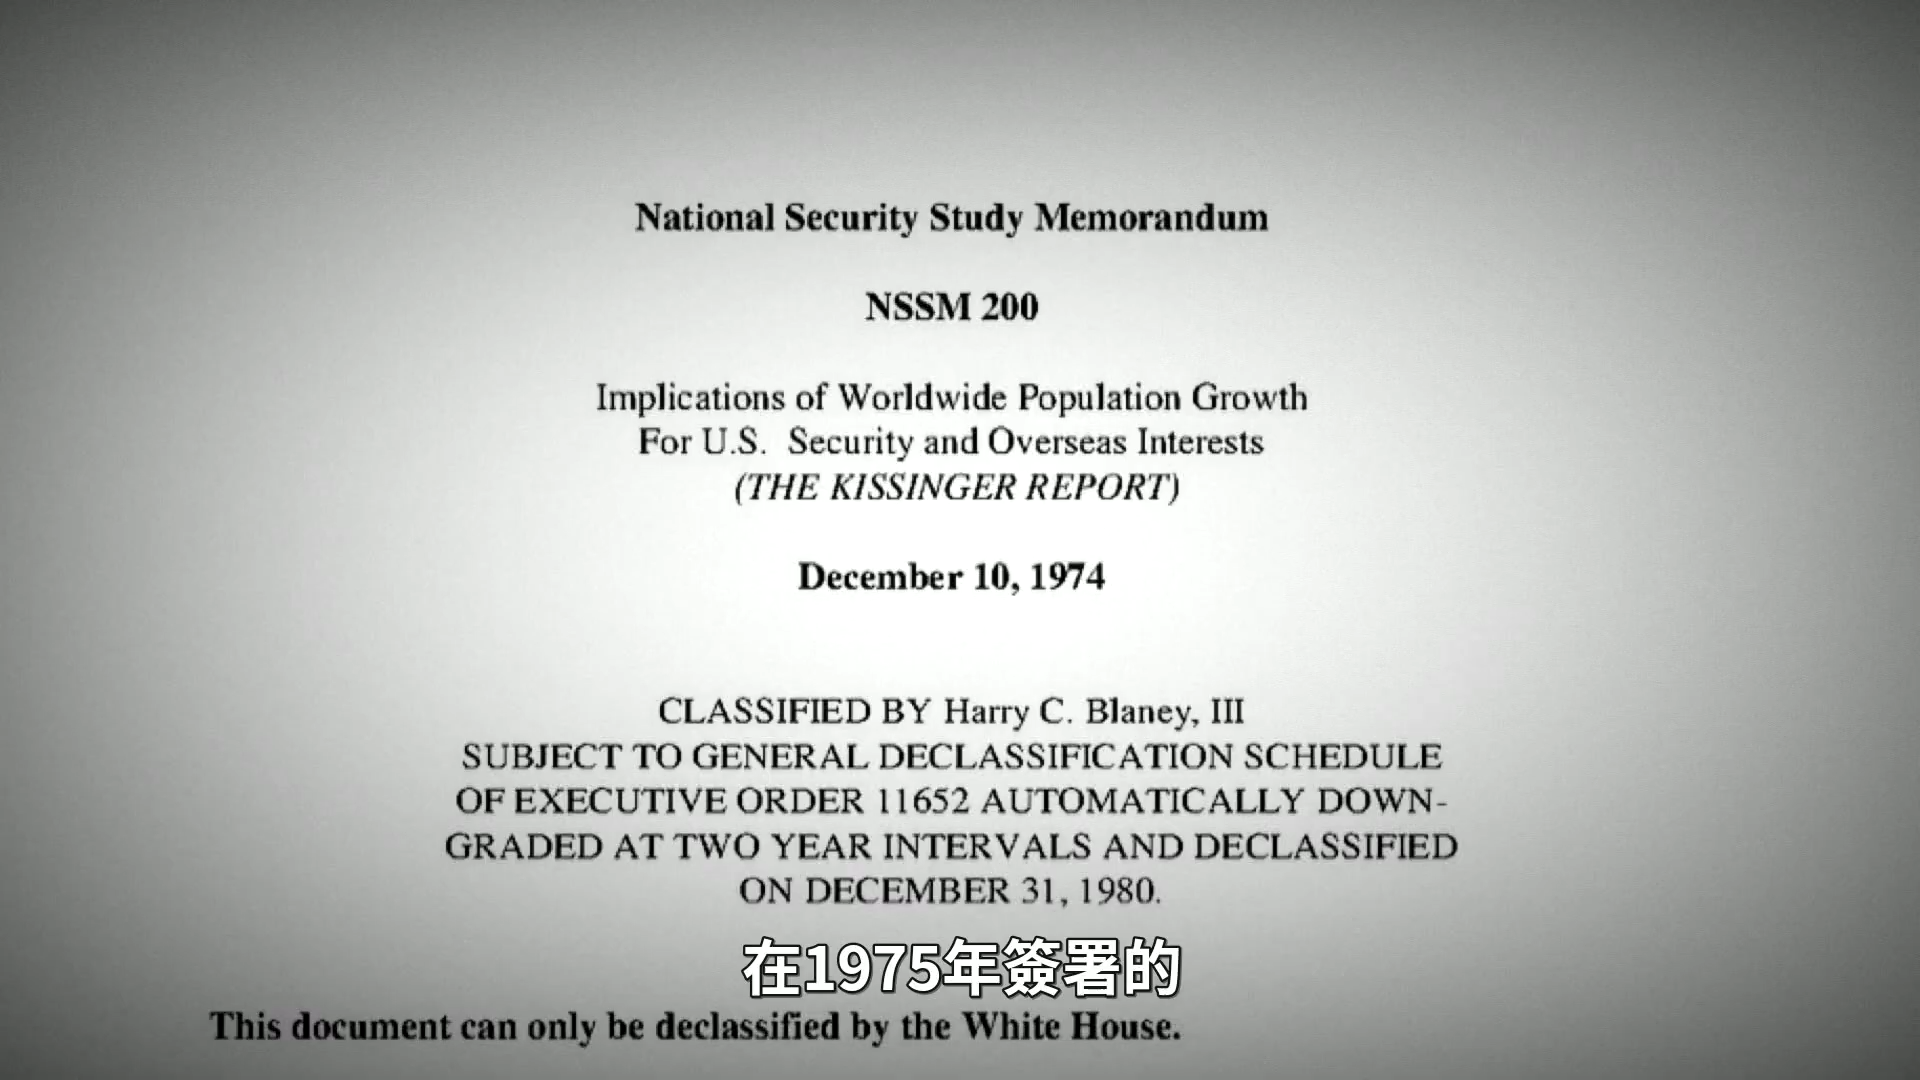 National Security Study Memorandum
NSSM 200
Implications of Worldwide Population Growth
For U.S. Security and Overseas Interests
(THE KISSINGER REPORT)
December 10, 1974
CLASSIFIED BY Harry C. Blaney, III
SUBJECT TO GENERAL DECLASSIFICATION SCHEDULE
OF EXECUTIVE ORDER 11652 AUTOMATICALLY DOWN-
GRADED AT TWO YEAR INTERVALS AND DECLASSIFIED
ON DECEMBER 31, 1980.
在1975年簽署的
This document can only be declassified by the White House.